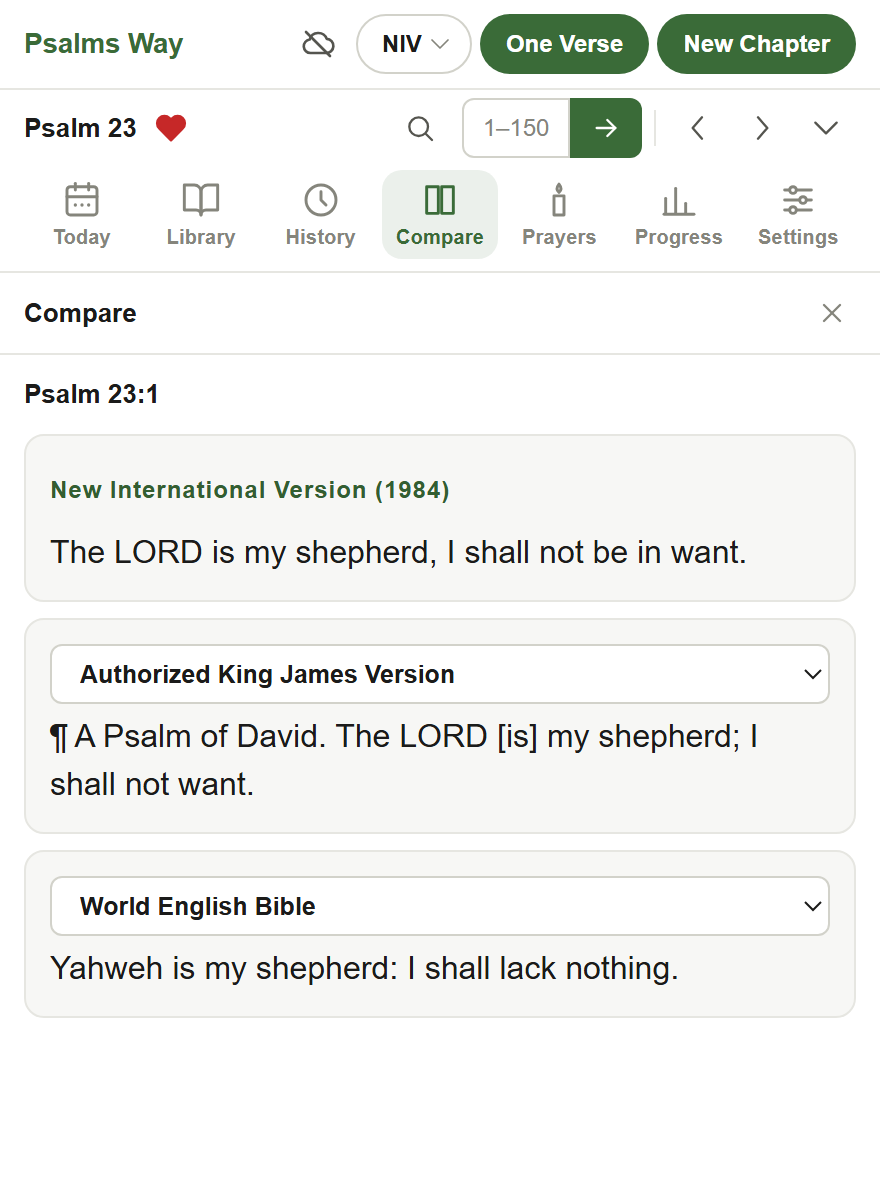 Psalms Way
NIV
One Verse
New Chapter
Psalm 23
1–150
Today
Library
History
Compare
Prayers
Progress
Settings
Compare
Psalm 23:1
New International Version (1984)
The LORD is my shepherd, I shall not be in want.
Authorized King James Version
¶ A Psalm of David. The LORD [is] my shepherd; I
shall not want.
World English Bible
Yahweh is my shepherd: I shall lack nothing.